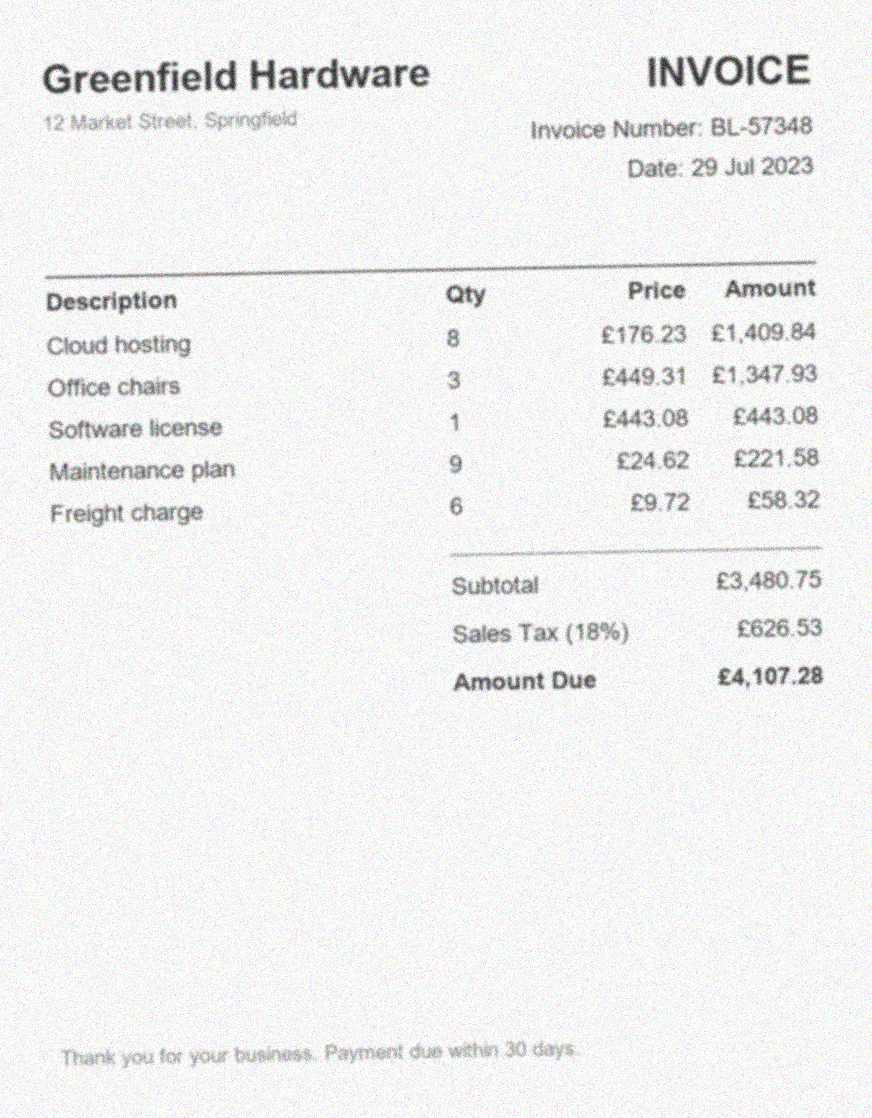 Greenfield Hardware
INVOICE
12 Market Street, Springfield
Invoice Number: BL-57348
Date: 29 Jul 2023
Description Qty Price Amount
Cloud hosting 8 £176.23 £1,409.84
Office chairs 3 £449.31 £1,347.93
Software license 1 £443.08 £443.08
Maintenance plan 9 £24.62 £221.58
Freight charge 6 £9.72 £58.32
Subtotal £3,480.75
Sales Tax (18%) £626.53
Amount Due £4,107.28
Thank you for your business. Payment due within 30 days.